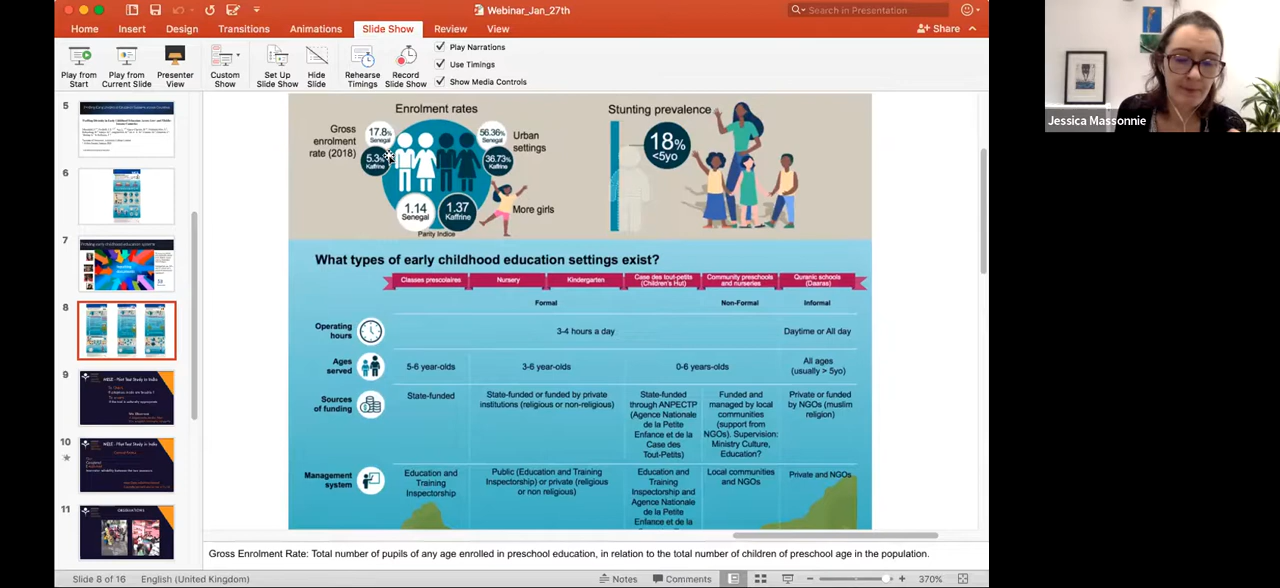 Webinar_Jan_27th
Search in Presentation
Home Insert Design Transitions Animations Slide Show Review View
Share
Play from Start
Play from Current Slide
Presenter View
Custom Show
Set Up Slide Show
Hide Slide
Rehearse Timings
Record Slide Show
Play Narrations
Use Timings
Show Media Controls
5
6
7
8
9
10
11
OBSERVATIONS
Enrolment rates
Gross
enrolment
rate (2018)
17.8%
Senegal
5.3%
Kaffrine
56.36%
Senegal
36.73%
Kaffrine
Urban
settings
1.14
Senegal
1.37
Kaffrine
Parity Indice
More girls
Stunting prevalence
18%
<5yo
What types of early childhood education settings exist?
Classes prescolaires
Nursery
Kindergarten
Case des tout-petits
(Children's Hut)
Community preschools
and nurseries
Quranic schools
(Daaras)
Formal
Non-Formal
Informal
Operating
hours
3-4 hours a day
Daytime or All day
Ages
served
5-6 year-olds
3-6 year-olds
0-6 years-olds
All ages
(usually > 5yo)
Sources
of funding
State-funded
State-funded or funded by private
institutions (religious or non-religious)
State-funded
through ANPECTP
(Agence Nationale
de la Petite
Enfance et de la
Case des
Tout-Petits)
Funded and
managed by local
communities
(support from
NGOs). Supervision:
Ministry Culture,
Education?
Private or funded
by NGOs (muslim
religion)
Management
system
Education and
Training
Inspectorship
Public (Education and Training
Inspectorship) or private (religious
or non religious)
Education and
Training
Inspectorship and
Agence Nationale
de la Petite
Enfance et de la
Local communities
and NGOs
Private and NGOs
Gross Enrolment Rate: Total number of pupils of any age enrolled in preschool education, in relation to the total number of children of preschool age in the population.
Slide 8 of 16 English (United Kingdom)
Notes Comments
370%
Jessica Massonnie